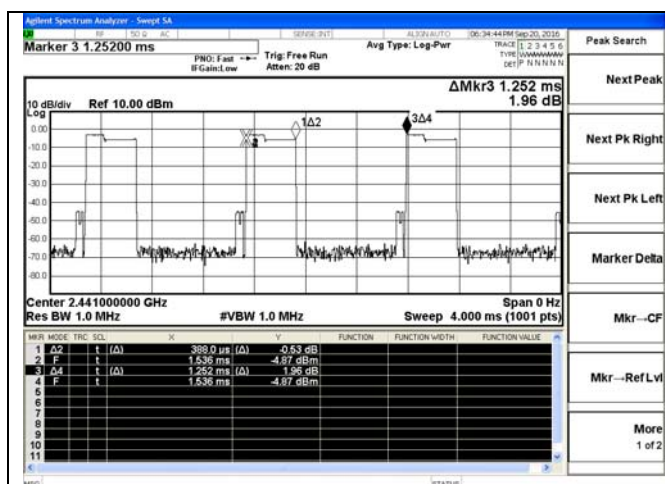 Agilent Spectrum Analyzer - Swept SA
RF 50 Ω AC SENSE:INT ALIGN AUTO 06:34:44 PM Sep 20, 2016
Marker 3 1.25200 ms
PNO: Fast
IFGain:Low
Trig: Free Run
Atten: 20 dB
Avg Type: Log-Pwr
TRACE 1 2 3 4 5 6
TYPE WWWWWW
DET P N N N N N
Peak Search
ΔMkr3 1.252 ms
1.96 dB
10 dB/div Ref 10.00 dBm
Log
1Δ2
3Δ4
0.00
-10.0
-20.0
-30.0
-40.0
-50.0
-60.0
-70.0
-80.0
Center 2.441000000 GHz Span 0 Hz
Res BW 1.0 MHz #VBW 1.0 MHz Sweep 4.000 ms (1001 pts)
MKR MODE TRC SCL X Y FUNCTION FUNCTION WIDTH FUNCTION VALUE
1 Δ2 t (Δ) 388.0 µs (Δ) -0.53 dB
2 F t 1.536 ms -4.87 dBm
3 Δ4 t (Δ) 1.252 ms (Δ) 1.96 dB
4 F t 1.536 ms -4.87 dBm
5
6
7
8
9
10
11
Next Peak
Next Pk Right
Next Pk Left
Marker Delta
Mkr→CF
Mkr→Ref Lvl
More
1 of 2
MSG STATUS